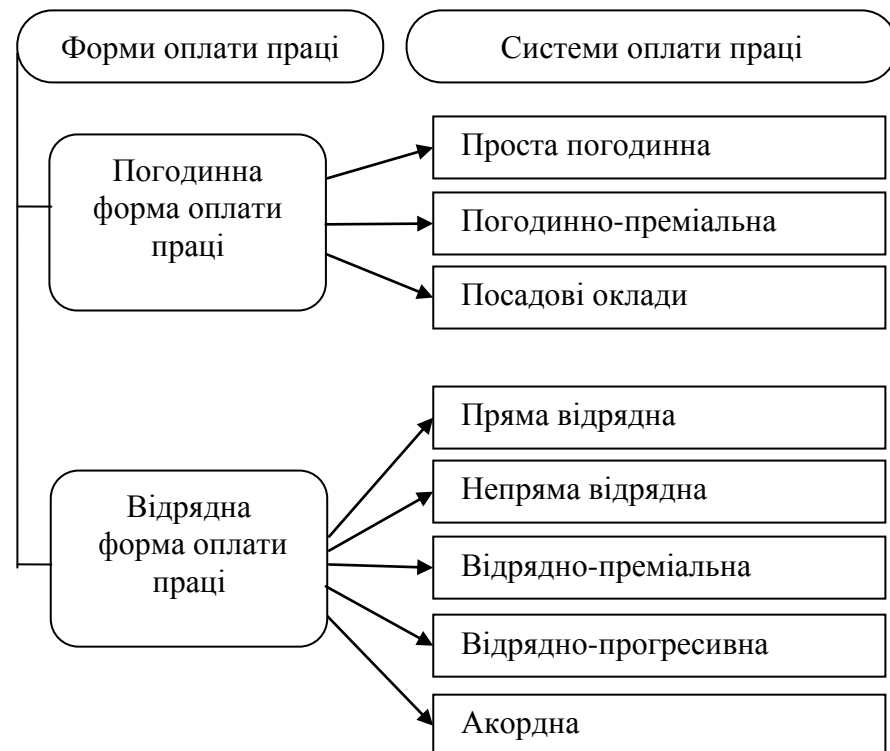 Форми оплати праці
Системи оплати праці
Погодинна
форма оплати
праці
Проста погодинна
Погодинно-преміальна
Посадові оклади
Відрядна
форма оплати
праці
Пряма відрядна
Непряма відрядна
Відрядно-преміальна
Відрядно-прогресивна
Акордна